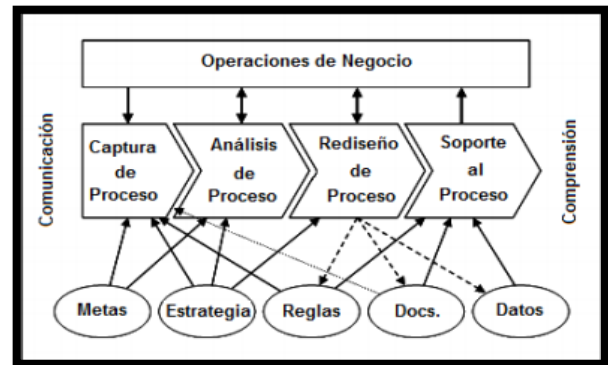 Operaciones de Negocio
Comunicación
Captura
de
Proceso
Análisis
de
Proceso
Rediseño
de
Proceso
Soporte
al
Proceso
Comprensión
Metas
Estrategia
Reglas
Docs.
Datos